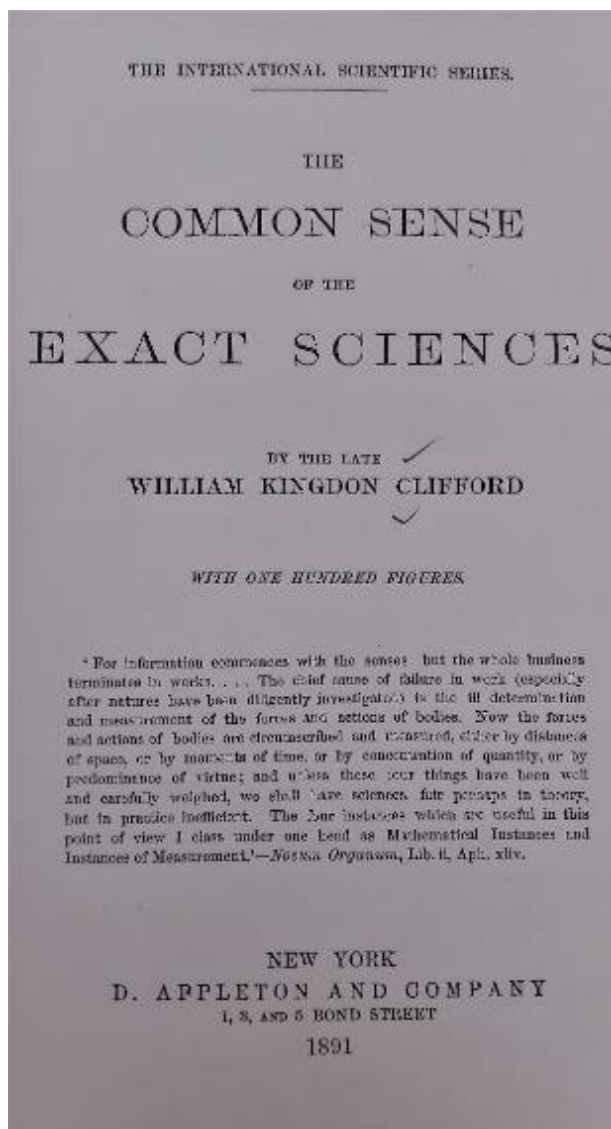 THE INTERNATIONAL SCIENTIFIC SERIES.
THE
COMMON SENSE
OF THE
EXACT SCIENCES
BY THE LATE
WILLIAM KINGDON CLIFFORD
WITH ONE HUNDRED FIGURES.
‘ For information commences with the senses but the whole business
terminates in works. . . . The chief cause of failure in work (especially
after natures have been diligently investigated) is the ill determination
and measurement of the forces and actions of bodies. Now the forces
and actions of bodies are circumscribed and measured, either by distances
of space, or by moments of time, or by concentration of quantity, or by
predominance of virtue; and unless these four things have been well
and carefully weighed, we shall have sciences, fair perhaps in theory,
but in practice inefficient. The four instances which are useful in this
point of view I class under one head as Mathematical Instances and
Instances of Measurement.’—Novum Organum, Lib. ii, Aph. xliv.
NEW YORK
D. APPLETON AND COMPANY
1, 3, AND 5 BOND STREET
1891